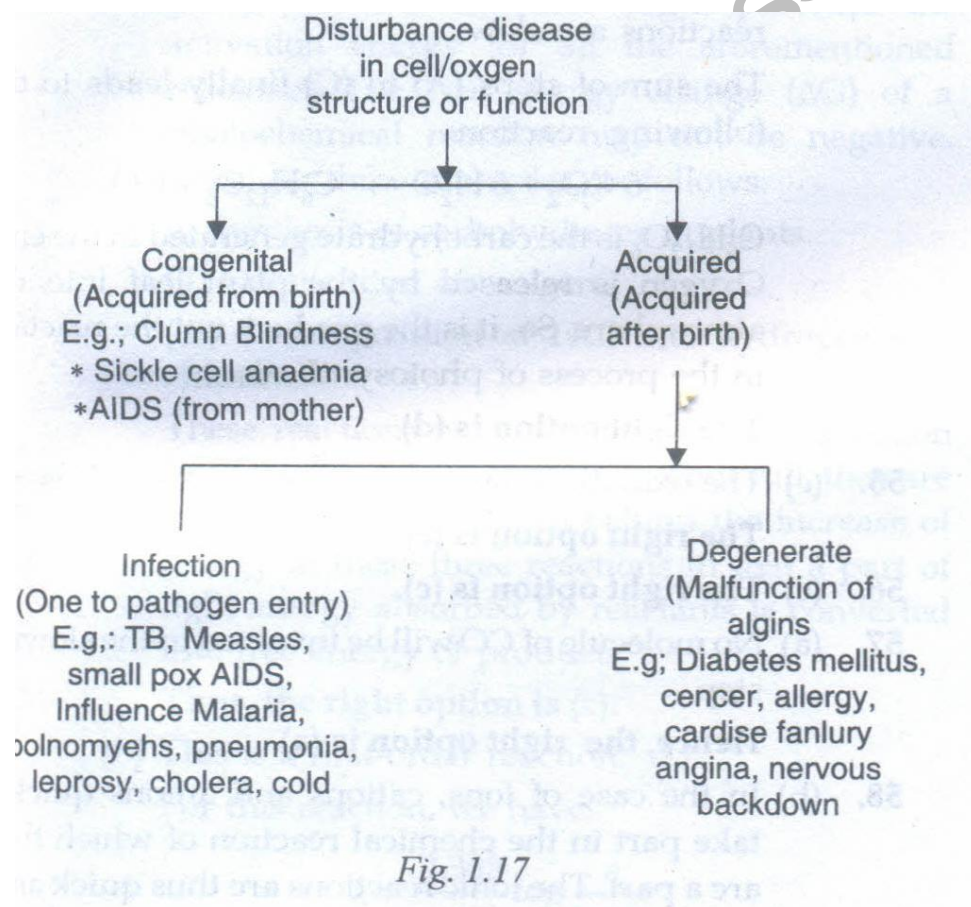 Disturbance disease
in cell/oxgen
structure or function
Congenital
(Acquired from birth)
E.g., Clumn Blindness
* Sickle cell anaemia
*AIDS (from mother)
Acquired
(Acquired
after birth)
Infection
(One to pathogen entry)
E.g.: TB, Measles,
small pox AIDS,
Influence Malaria,
polnomyehs, pneumonia,
leprosy, cholera, cold
Degenerate
(Malfunction of
algins
E.g; Diabetes mellitus,
cencer, allergy,
cardise fanlury
angina, nervous
backdown
Fig. 1.17